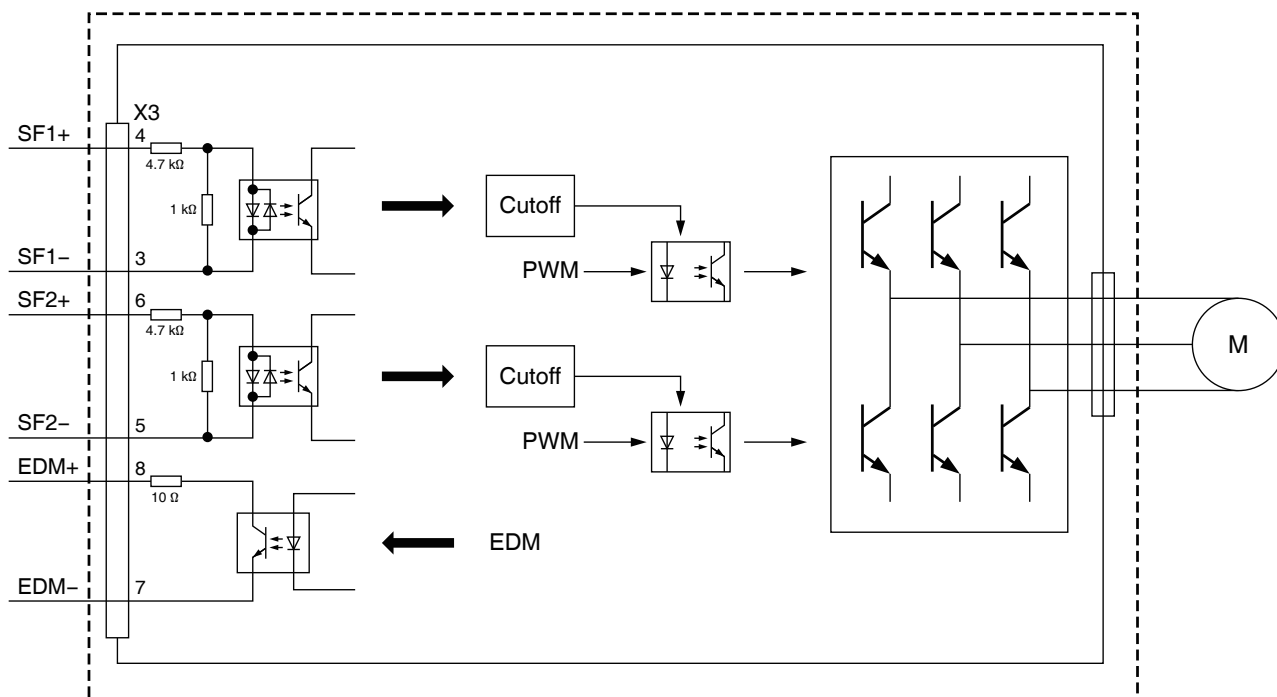 X3
SF1+
4
4.7 kΩ
1 kΩ
Cutoff
SF1−
3
PWM
SF2+
6
4.7 kΩ
M
1 kΩ
Cutoff
SF2−
5
PWM
EDM+
8
10 Ω
EDM
EDM−
7